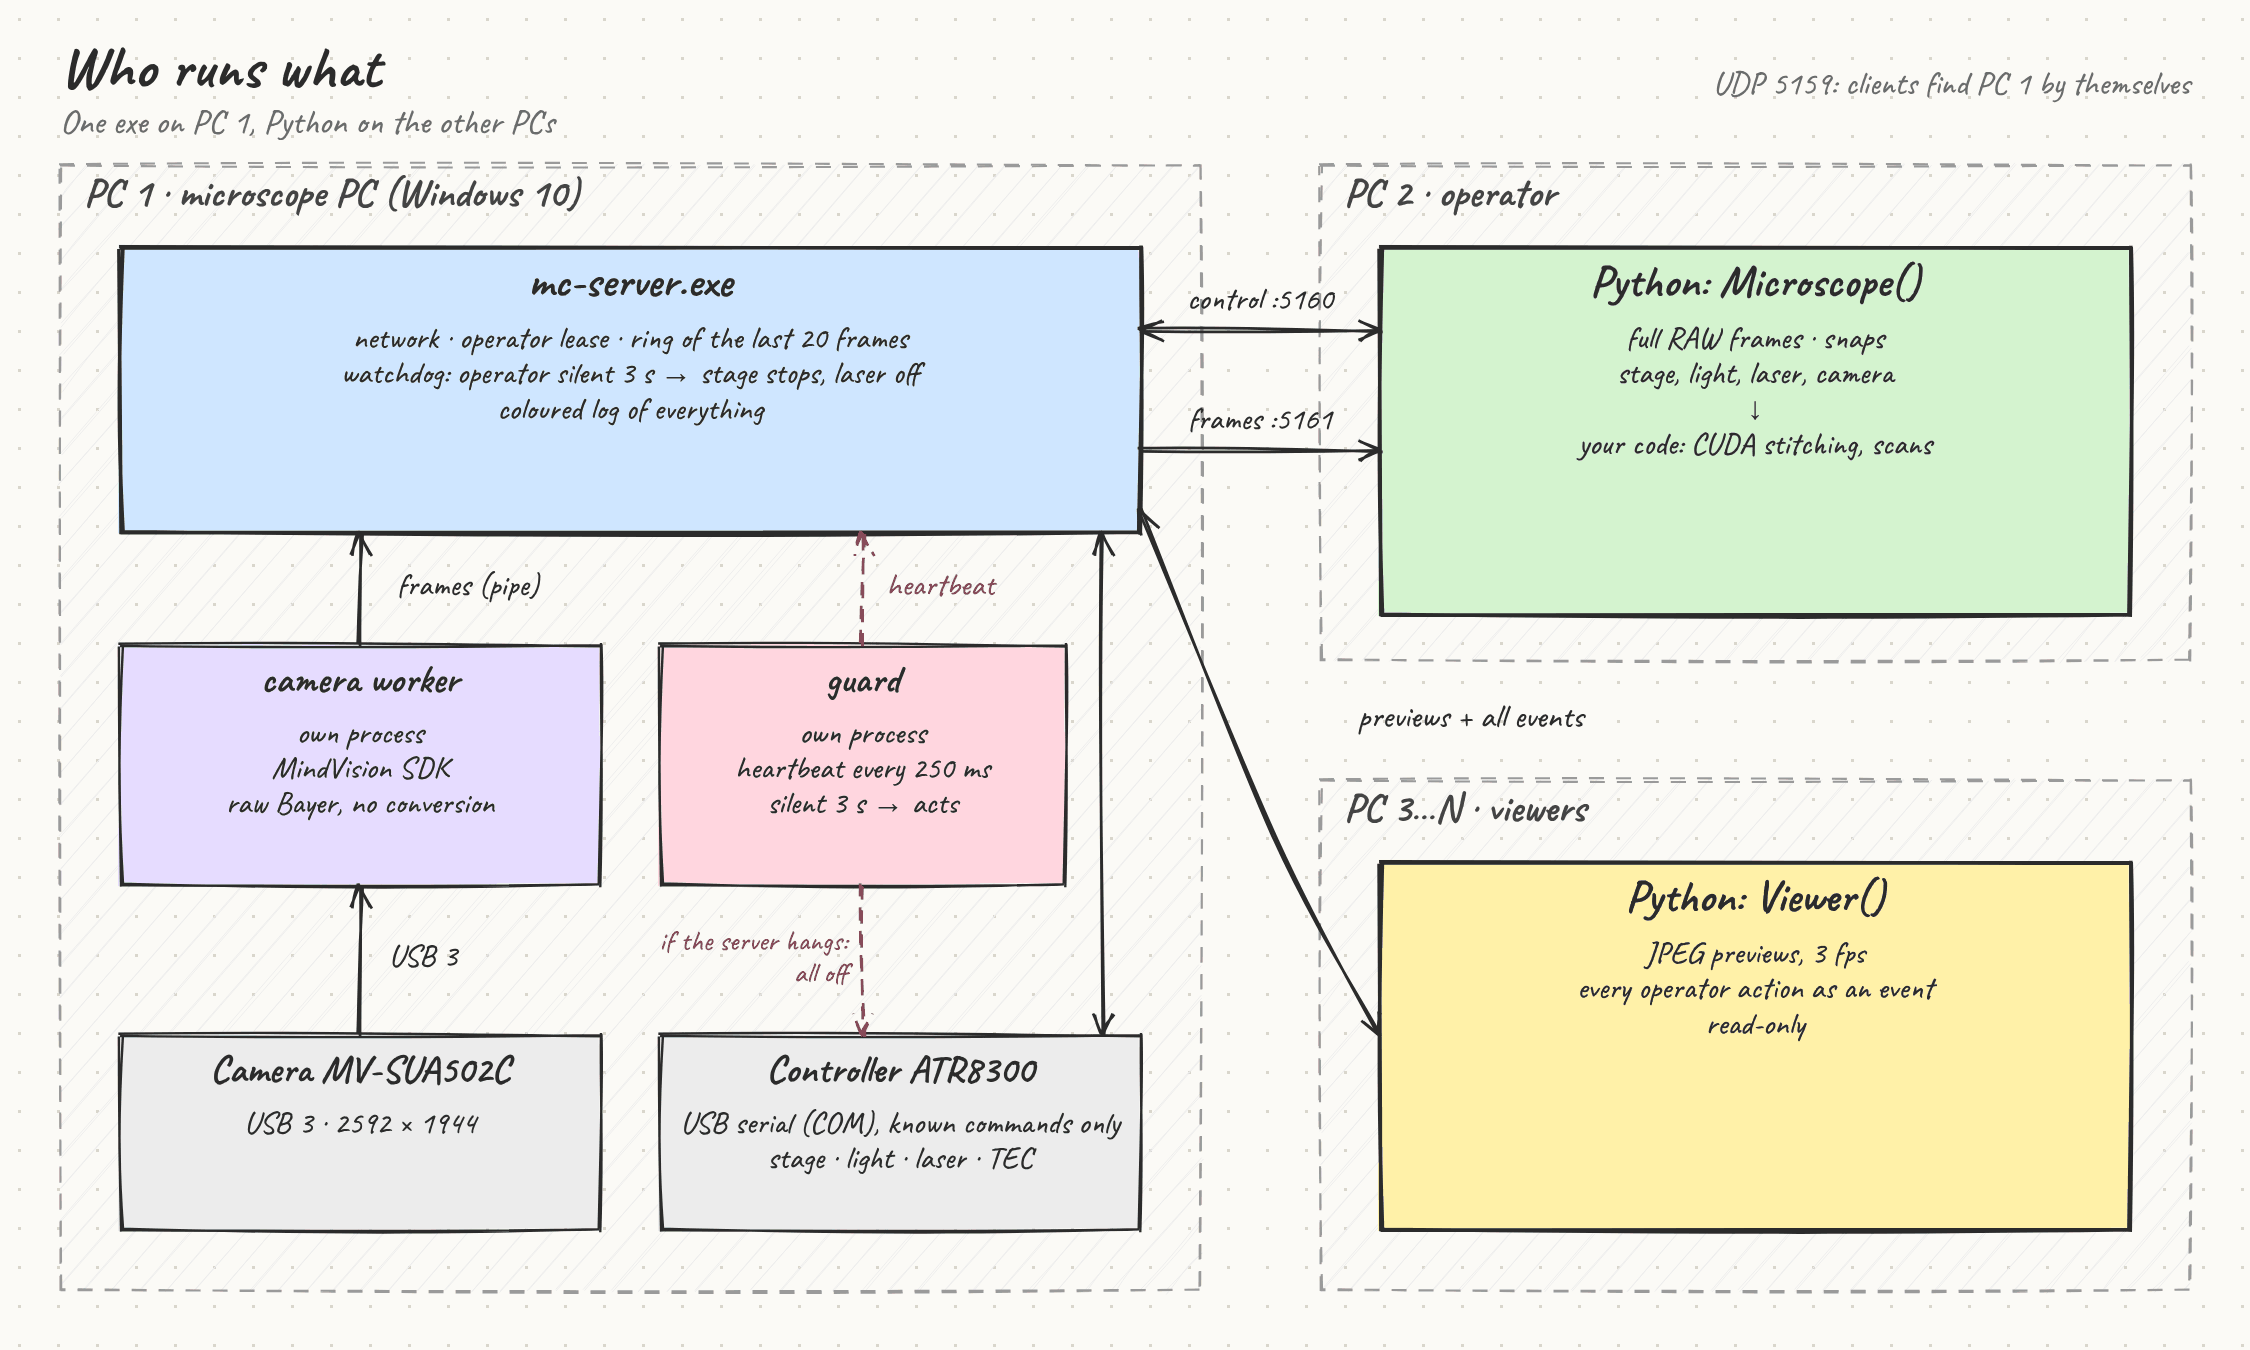 Who runs what
One exe on PC 1, Python on the other PCs
UDP 5159: clients find PC 1 by themselves
PC 1 · microscope PC (Windows 10)
mc-server.exe
network · operator lease · ring of the last 20 frames
watchdog: operator silent 3 s → stage stops, laser off
coloured log of everything
control :5160
frames :5161
PC 2 · operator
Python: Microscope()
full RAW frames · snaps
stage, light, laser, camera
↓
your code: CUDA stitching, scans
frames (pipe)
heartbeat
camera worker
own process
MindVision SDK
raw Bayer, no conversion
guard
own process
heartbeat every 250 ms
silent 3 s → acts
previews + all events
USB 3
if the server hangs:
all off
Camera MV-SUA502C
USB 3 · 2592 × 1944
Controller ATR8300
USB serial (COM), known commands only
stage · light · laser · TEC
PC 3...N · viewers
Python: Viewer()
JPEG previews, 3 fps
every operator action as an event
read-only